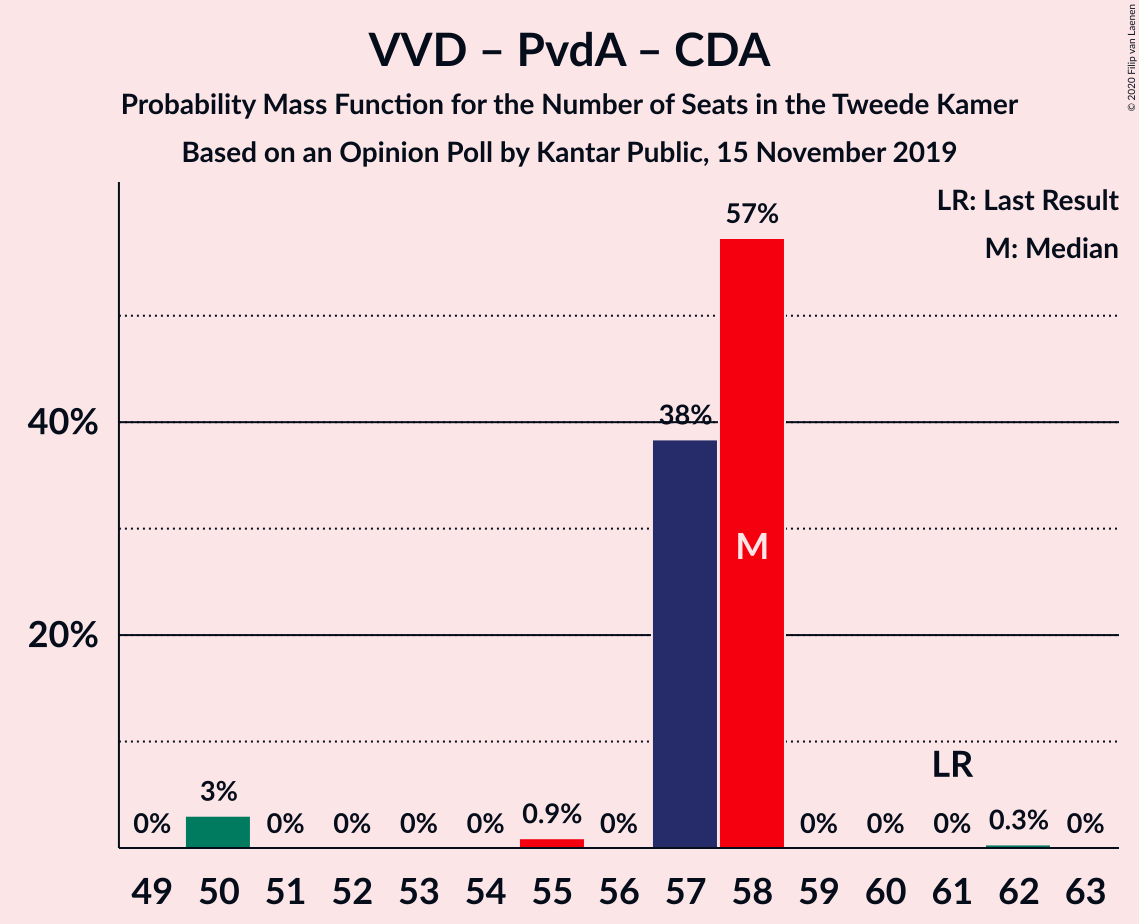 VVD – PvdA – CDA
Probability Mass Function for the Number of Seats in the Tweede Kamer
Based on an Opinion Poll by Kantar Public, 15 November 2019
© 2020 Filip van Laenen
LR: Last Result
M: Median
57%
38%
40%
M
20%
LR
0% 3% 0% 0% 0% 0% 0.9% 0% 0% 0% 0% 0.3% 0%
49 50 51 52 53 54 55 56 57 58 59 60 61 62 63